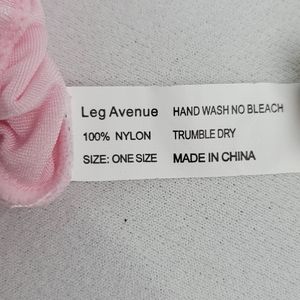 Leg Avenue HAND WASH NO BLEACH
100% NYLON TRUMBLE DRY
SIZE: ONE SIZE MADE IN CHINA